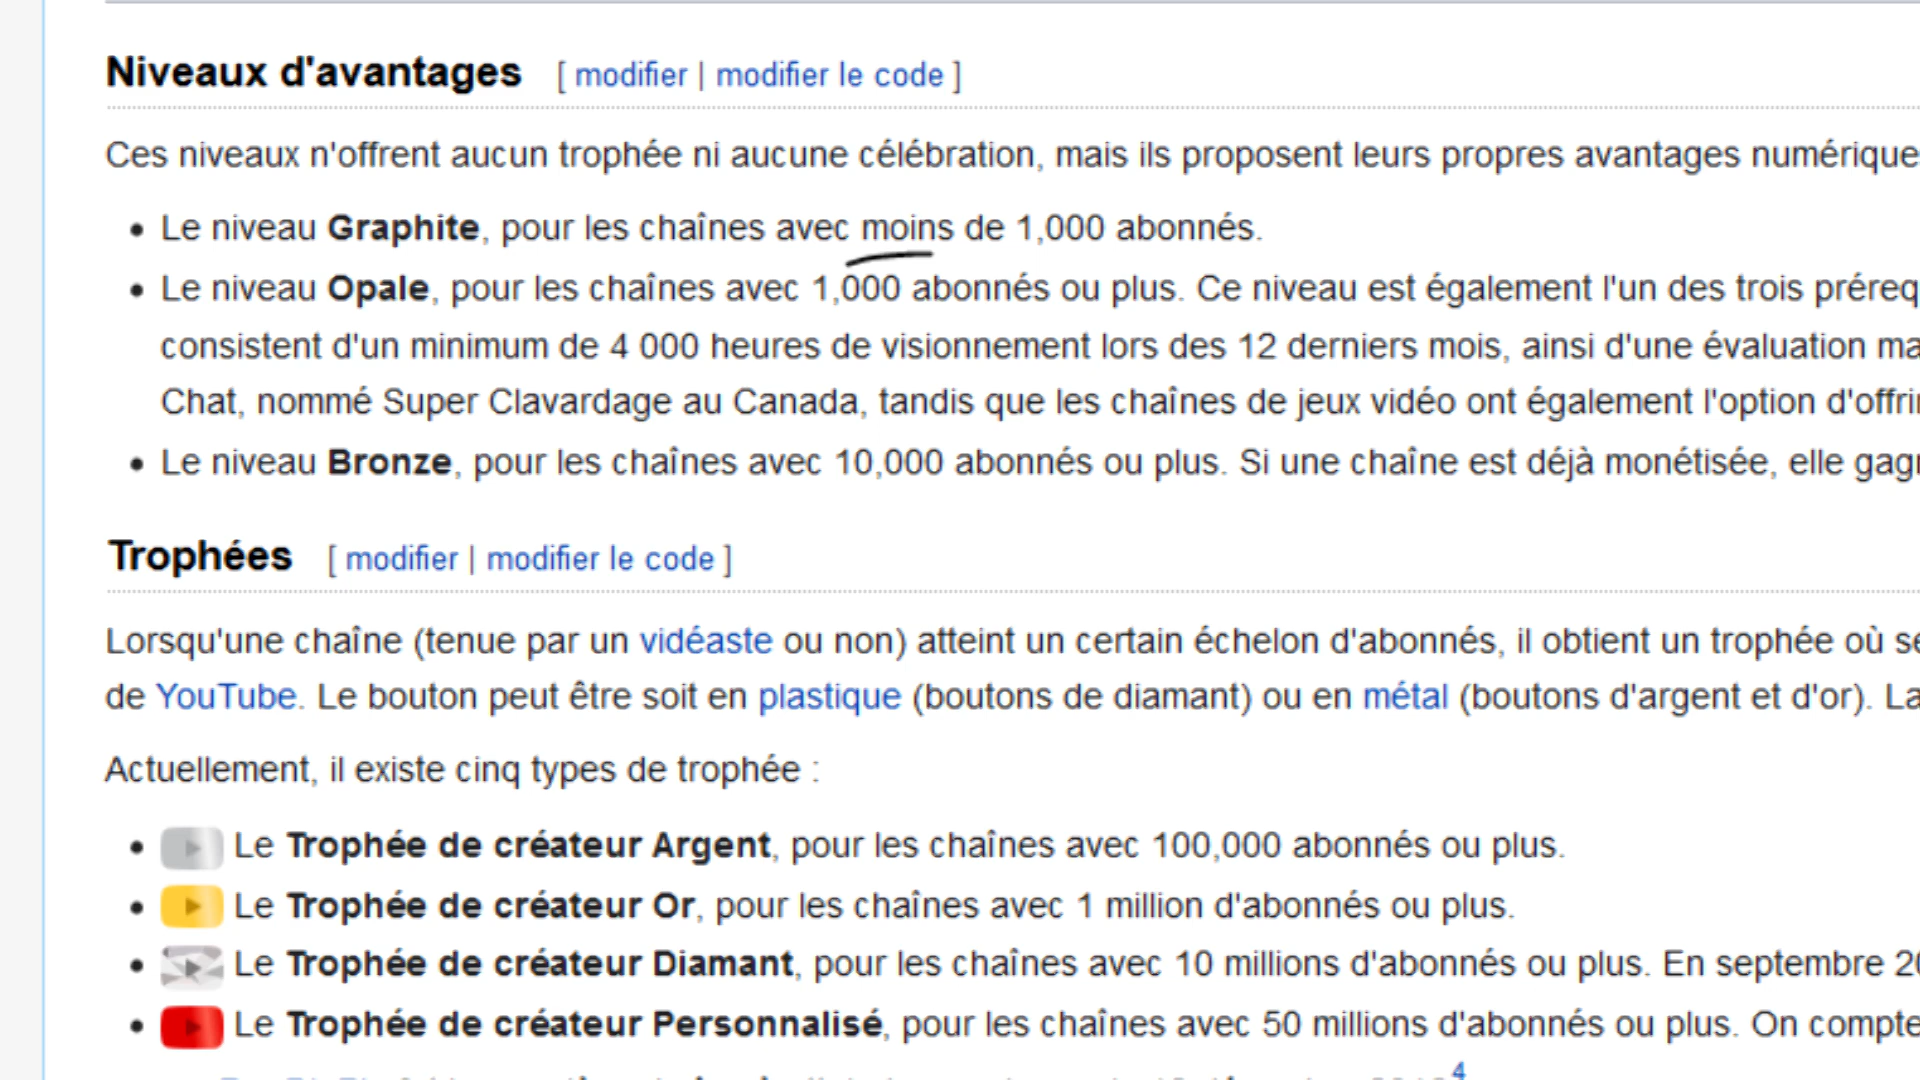 Niveaux d'avantages [ modifier | modifier le code ]
Ces niveaux n'offrent aucun trophée ni aucune célébration, mais ils proposent leurs propres avantages numérique
• Le niveau Graphite, pour les chaînes avec moins de 1,000 abonnés.
• Le niveau Opale, pour les chaînes avec 1,000 abonnés ou plus. Ce niveau est également l'un des trois préreq
consistent d'un minimum de 4 000 heures de visionnement lors des 12 derniers mois, ainsi d'une évaluation ma
Chat, nommé Super Clavardage au Canada, tandis que les chaînes de jeux vidéo ont également l'option d'offri
• Le niveau Bronze, pour les chaînes avec 10,000 abonnés ou plus. Si une chaîne est déjà monétisée, elle gag
Trophées [ modifier | modifier le code ]
Lorsqu'une chaîne (tenue par un vidéaste ou non) atteint un certain échelon d'abonnés, il obtient un trophée où se
de YouTube. Le bouton peut être soit en plastique (boutons de diamant) ou en métal (boutons d'argent et d'or). La
Actuellement, il existe cinq types de trophée :
• Le Trophée de créateur Argent, pour les chaînes avec 100,000 abonnés ou plus.
• Le Trophée de créateur Or, pour les chaînes avec 1 million d'abonnés ou plus.
• Le Trophée de créateur Diamant, pour les chaînes avec 10 millions d'abonnés ou plus. En septembre 20
• Le Trophée de créateur Personnalisé, pour les chaînes avec 50 millions d'abonnés ou plus. On compte
4